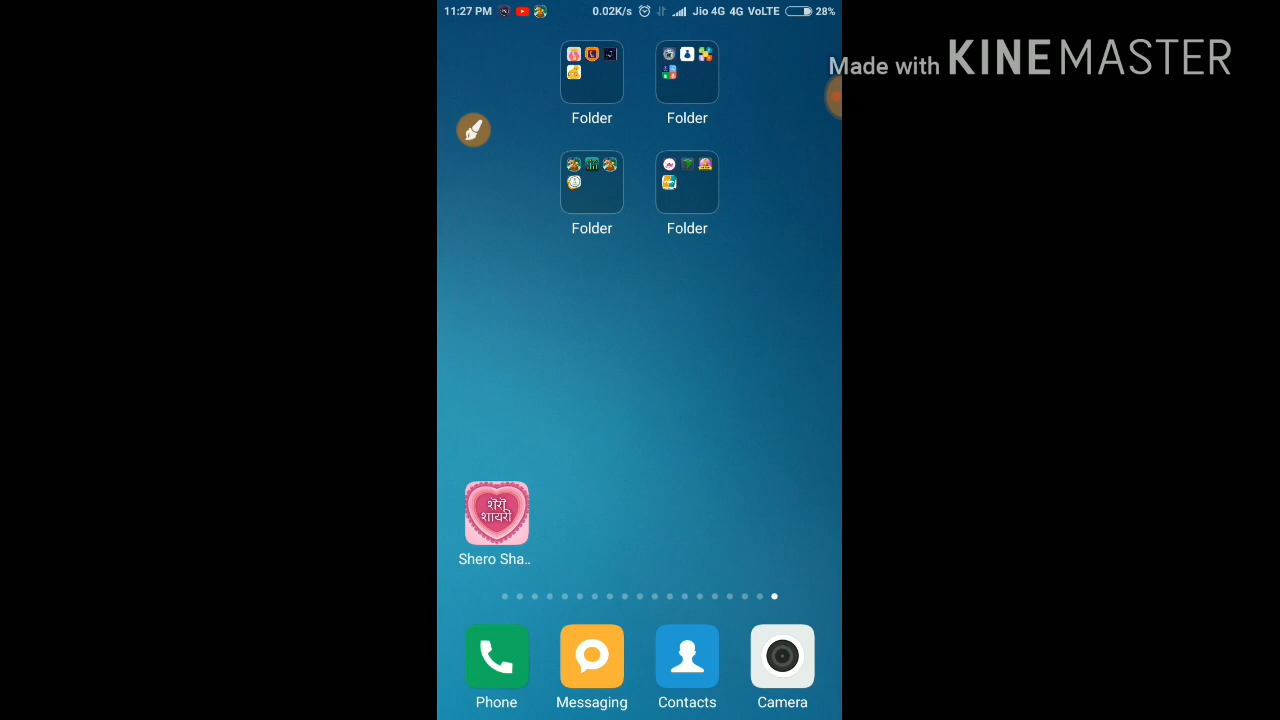 11:27 PM 0.02K/s Jio 4G 4G VoLTE 28%
Made with KINEMASTER
Folder Folder
Folder Folder
शेरो
शायरी
Shero Sha..
Phone Messaging Contacts Camera